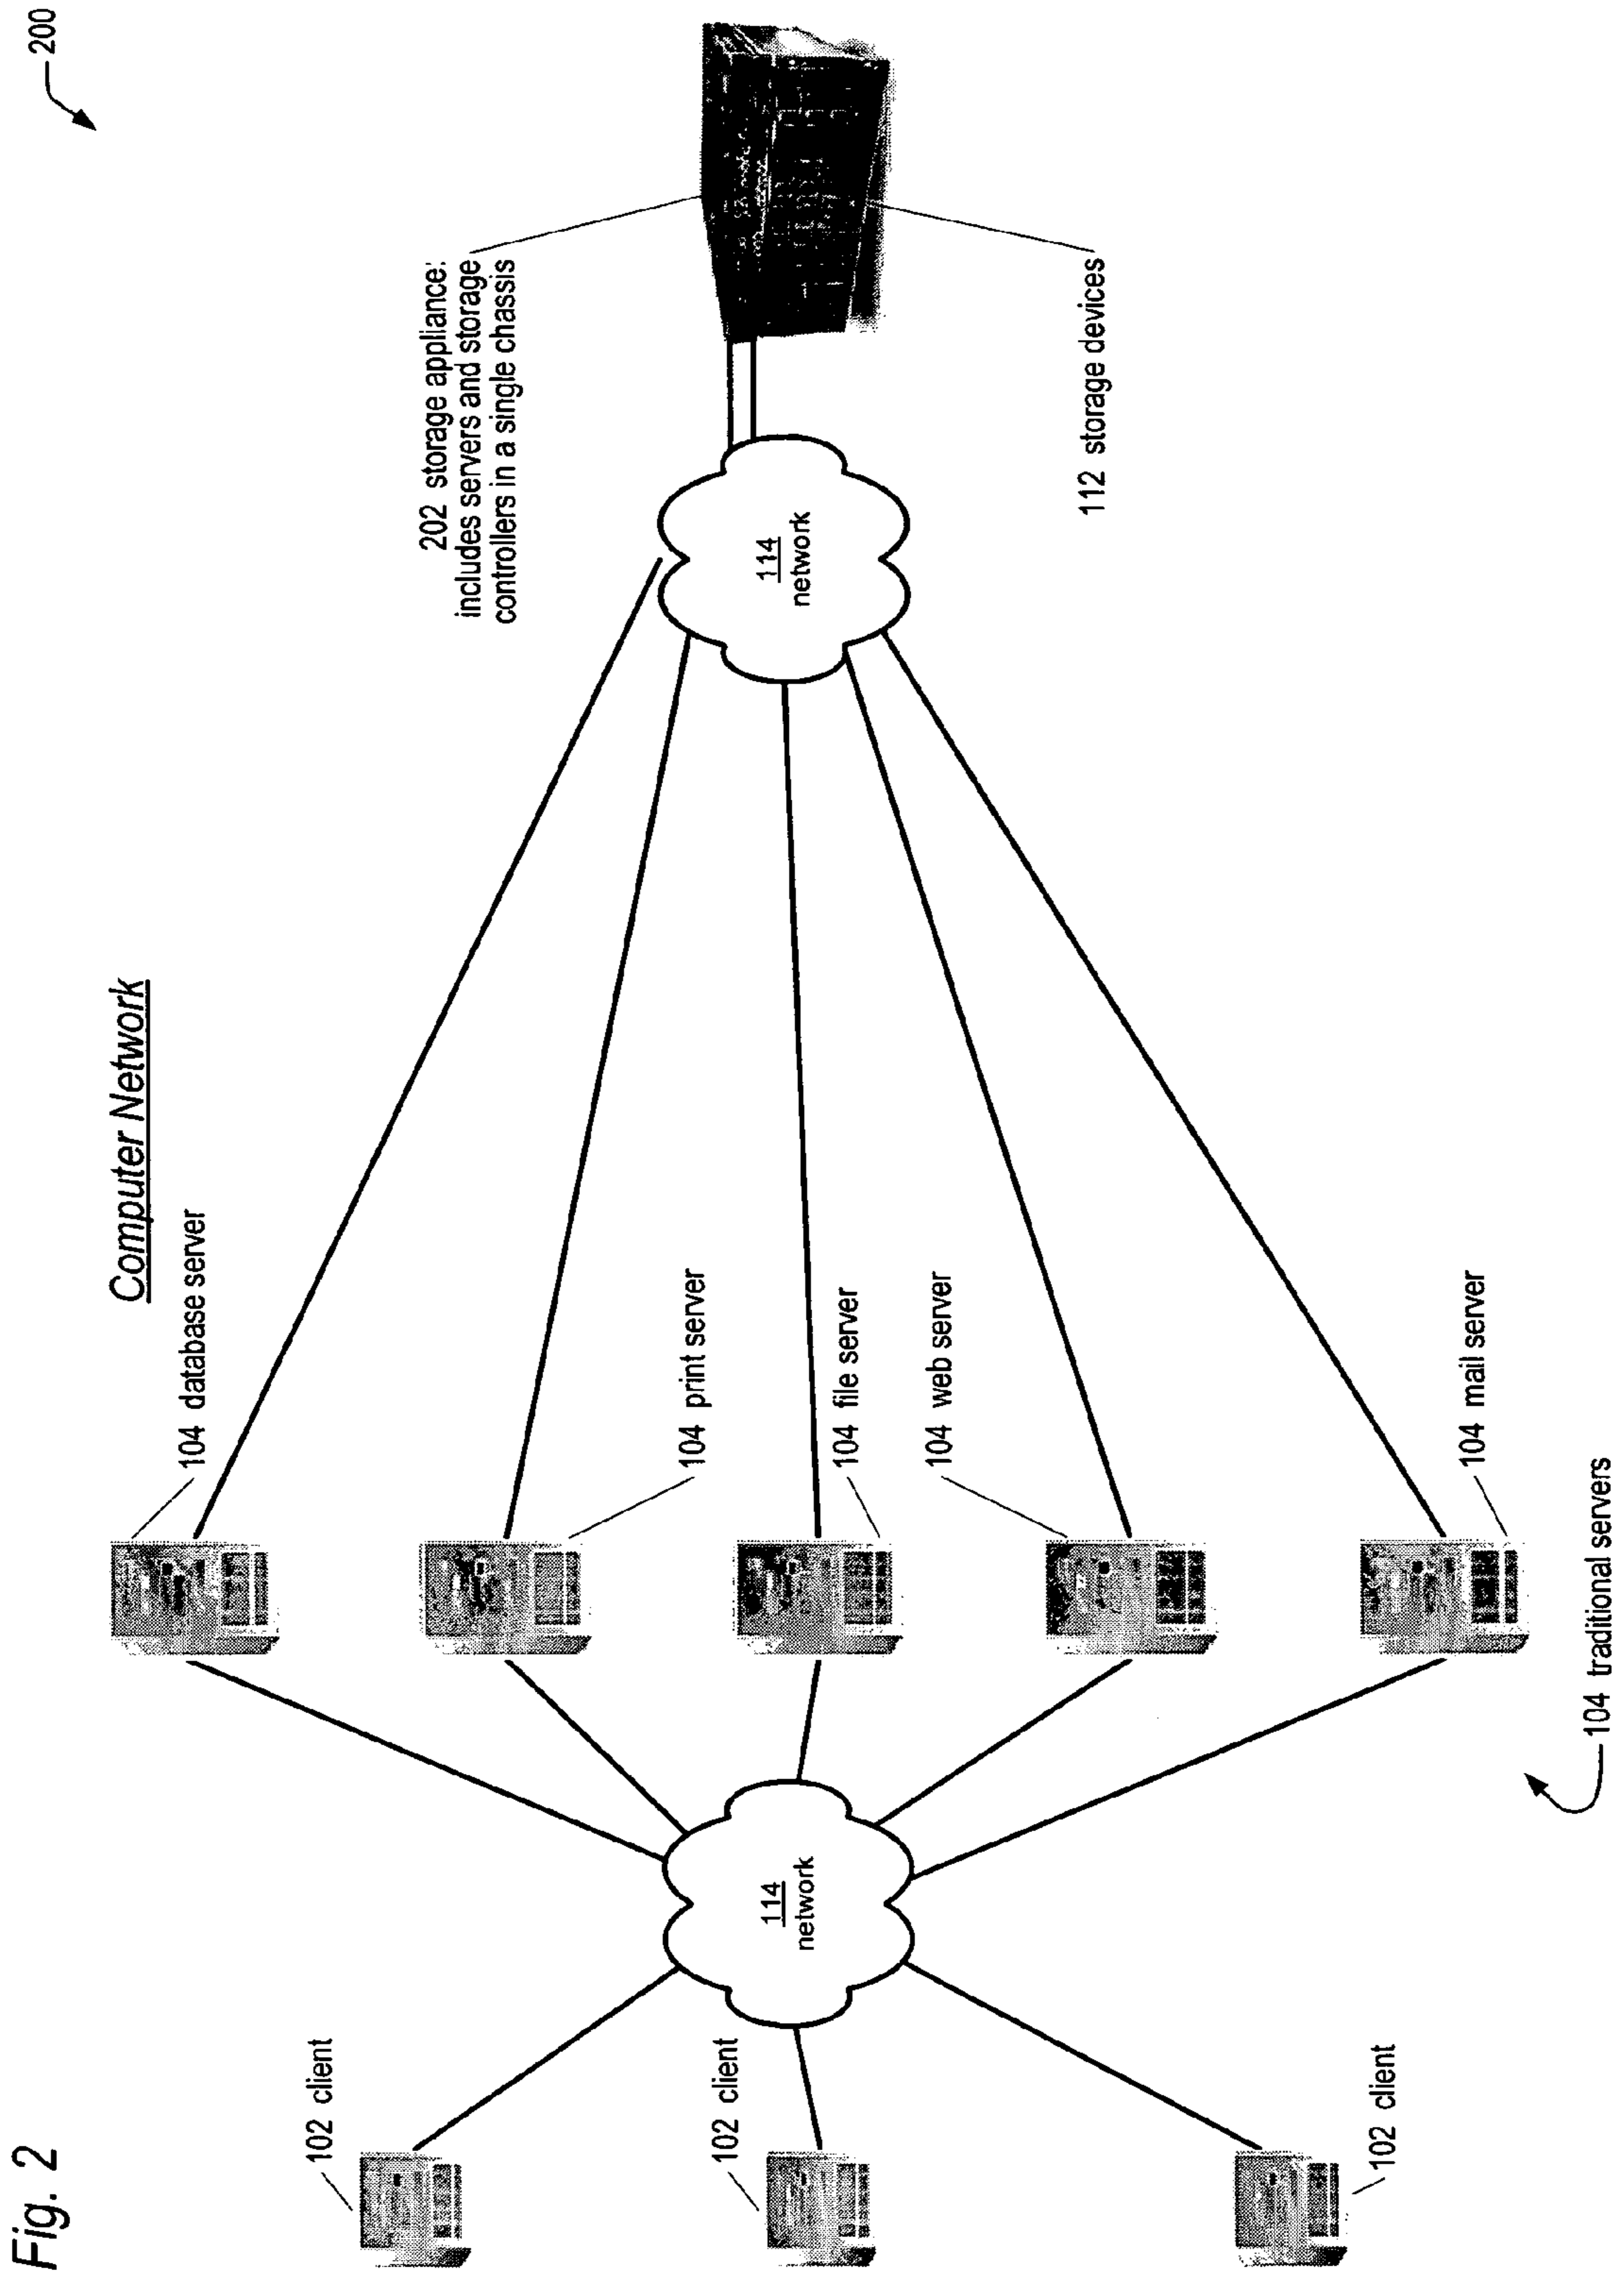 Fig. 2
Computer Network
200
102 client
102 client
102 client
114
network
104 database server
104 print server
104 file server
104 web server
104 mail server
104 traditional servers
114
network
202 storage appliance:
includes servers and storage
controllers in a single chassis
112 storage devices